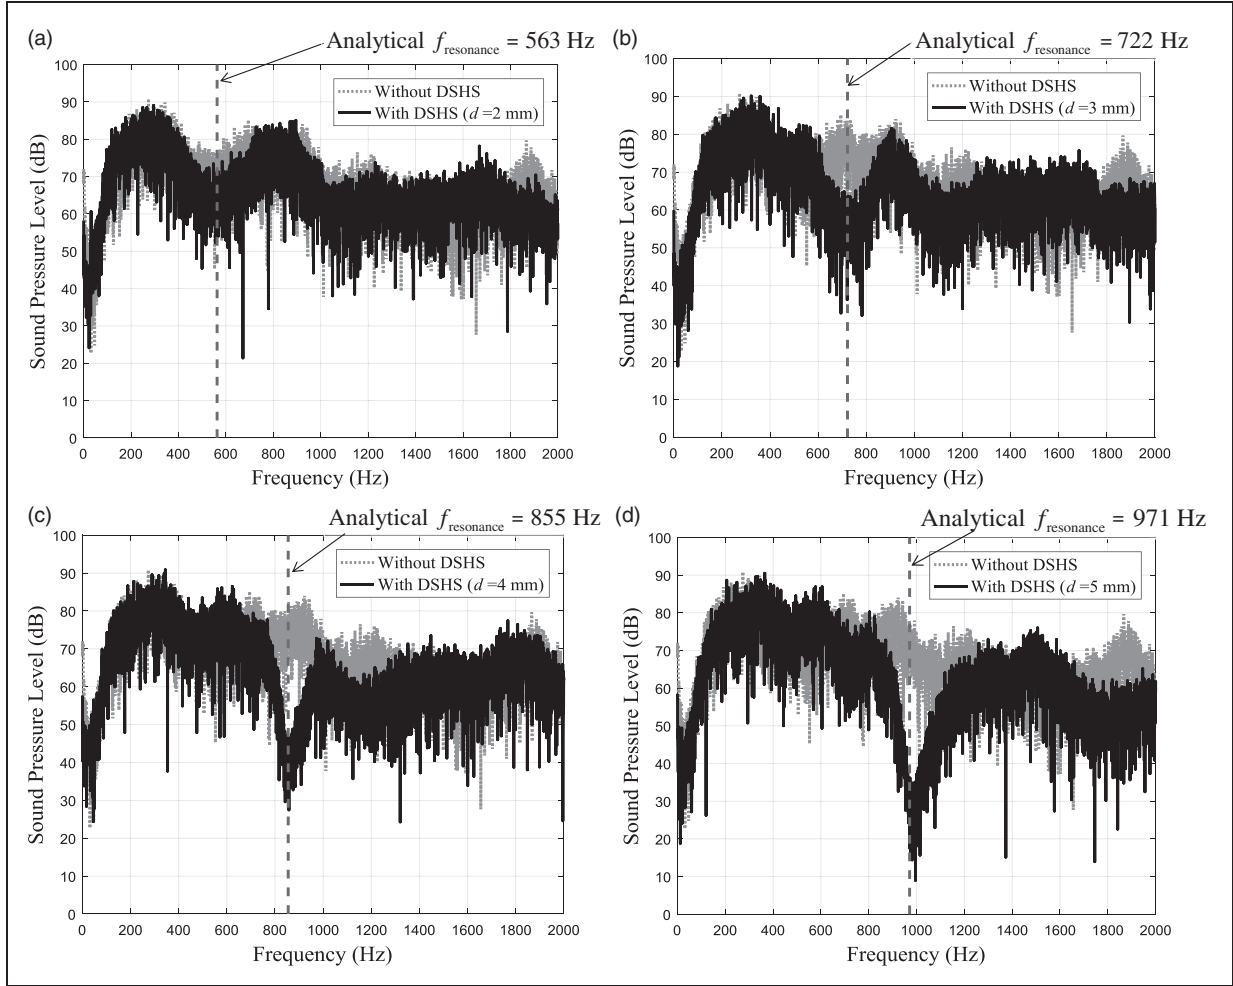 (a)
Analytical f resonance = 563 Hz
Without DSHS
With DSHS (d =2 mm)
Sound Pressure Level (dB)
100
90
80
70
60
50
40
30
20
10
0
0 200 400 600 800 1000 1200 1400 1600 1800 2000
Frequency (Hz)
(b)
Analytical f resonance = 722 Hz
Without DSHS
With DSHS (d =3 mm)
Sound Pressure Level (dB)
100
90
80
70
60
50
40
30
20
10
0
0 200 400 600 800 1000 1200 1400 1600 1800 2000
Frequency (Hz)
(c)
Analytical f resonance = 855 Hz
Without DSHS
With DSHS (d =4 mm)
Sound Pressure Level (dB)
100
90
80
70
60
50
40
30
20
10
0
0 200 400 600 800 1000 1200 1400 1600 1800 2000
Frequency (Hz)
(d)
Analytical f resonance = 971 Hz
Without DSHS
With DSHS (d =5 mm)
Sound Pressure Level (dB)
100
90
80
70
60
50
40
30
20
10
0
0 200 400 600 800 1000 1200 1400 1600 1800 2000
Frequency (Hz)